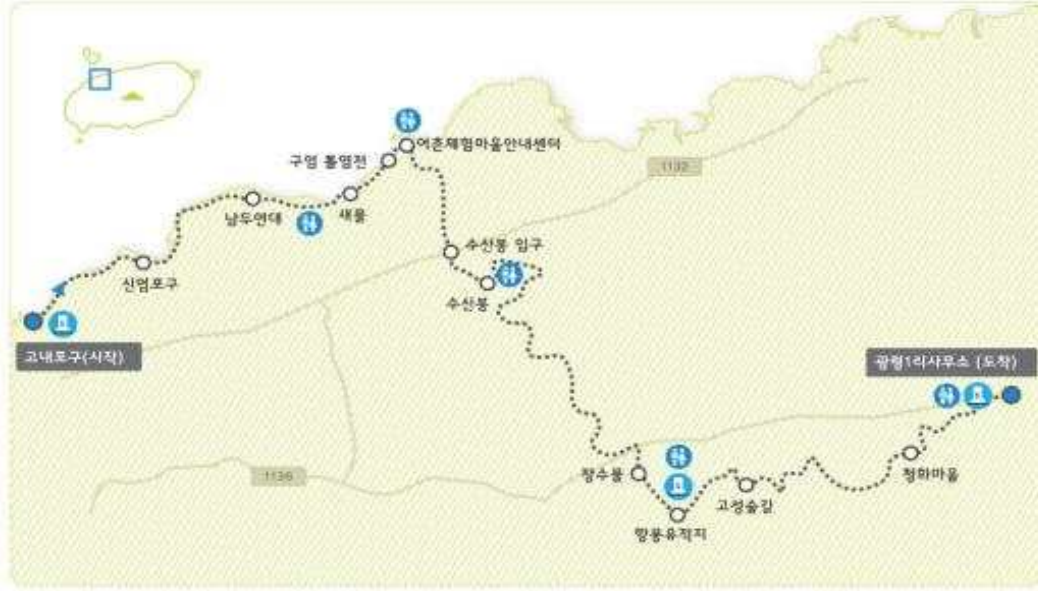 어촌체험마을안내센터
구엄 돌염전
1132
남두연대
새물
수산봉 입구
신엄포구
수산봉
고내포구(시작)
광령1리사무소 (도착)
1136
장수물
청화마을
고성숲길
항몽유적지